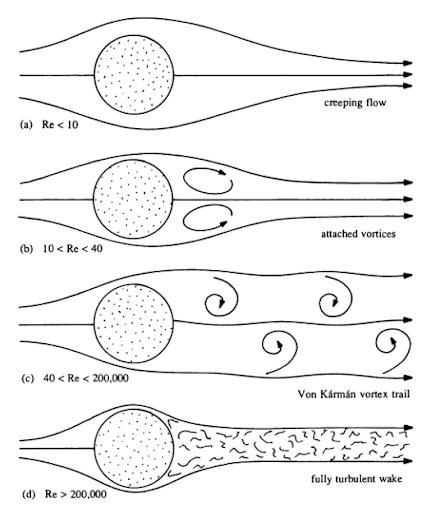 creeping flow
(a) Re < 10
attached vortices
(b) 10 < Re < 40
(c) 40 < Re < 200,000
Von Kármán vortex trail
fully turbulent wake
(d) Re > 200,000